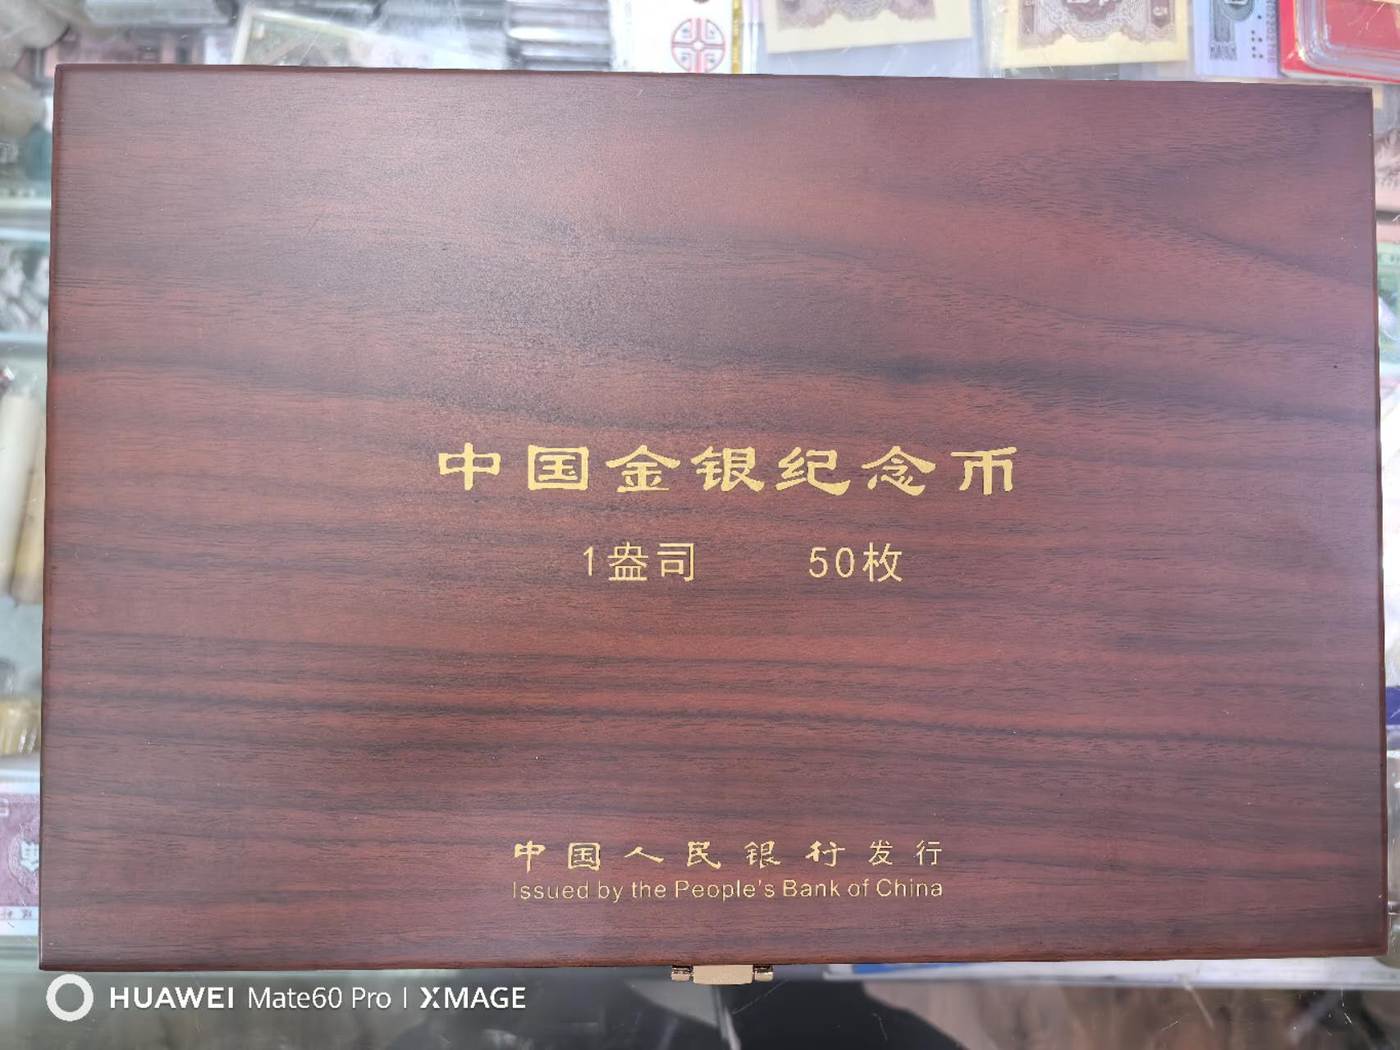 中国金银纪念币
1盎司 50枚
中国人民银行发行
Issued by the People's Bank of China
HUAWEI Mate60 Pro | XMAGE